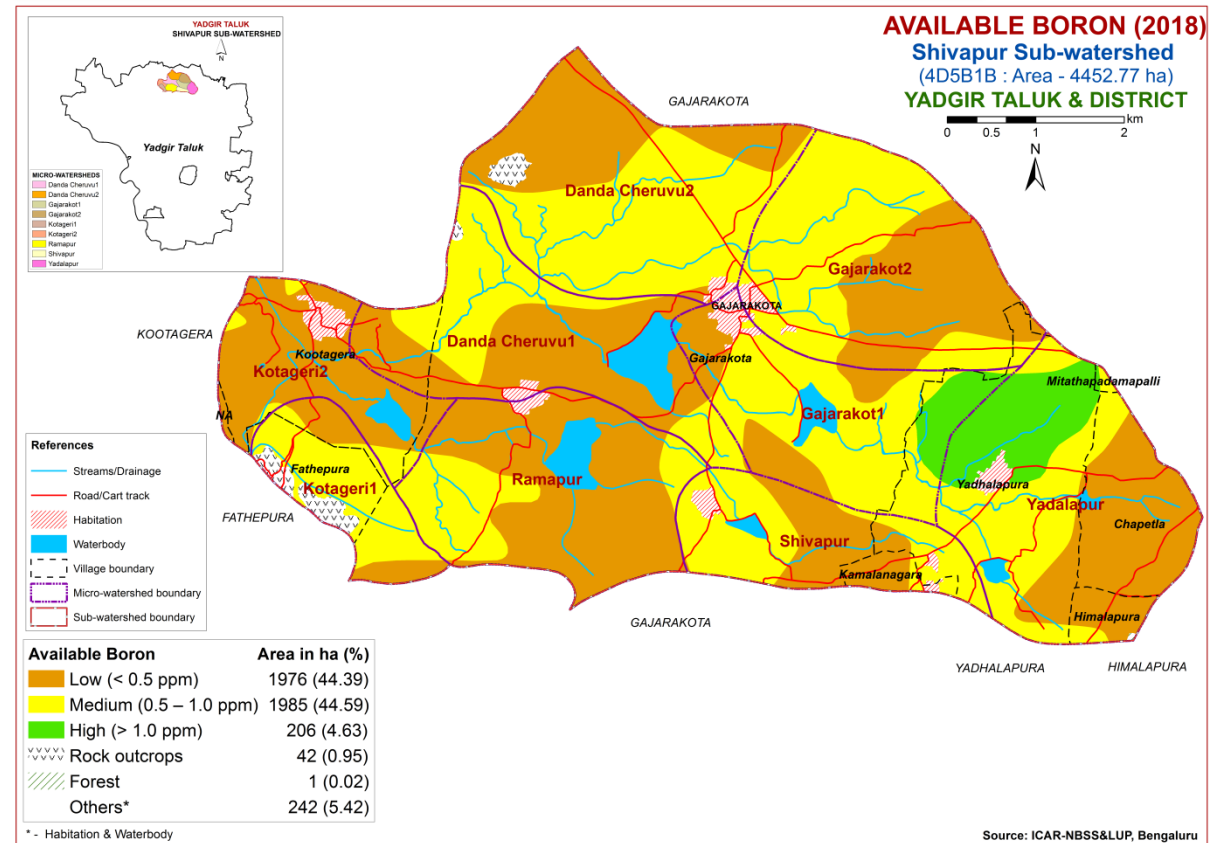 YADGIR TALUK
SHIVAPUR SUB-WATERSHED
N
Yadgir Taluk
MICRO-WATERSHEDS
Danda Cheruvu1
Danda Cheruvu2
Gajarakot1
Gajarakot2
Kotageri1
Kotageri2
Ramapur
Shivapur
Yadalapur
AVAILABLE BORON (2018)
Shivapur Sub-watershed
(4D5B1B : Area - 4452.77 ha)
YADGIR TALUK & DISTRICT
km
0 0.5 1 2
N
GAJARAKOTA
Danda Cheruvu2
Gajarakot2
GAJARAKOTA
KOOTAGERA
Danda Cheruvu1
Kootagera
Gajarakota
Kotageri2
Mitathapadamapalli
NA
Gajarakot1
Fathepura
Kotageri1
Ramapur
Yadhalapura
Yadalapur
Chapetla
FATHEPURA
Shivapur
Kamalanagara
Himalapura
GAJARAKOTA
YADHALAPURA
HIMALAPURA
References
Streams/Drainage
Road/Cart track
Habitation
Waterbody
Village boundary
Micro-watershed boundary
Sub-watershed boundary
Available Boron Area in ha (%)
Low (< 0.5 ppm) 1976 (44.39)
Medium (0.5 – 1.0 ppm) 1985 (44.59)
High (> 1.0 ppm) 206 (4.63)
Rock outcrops 42 (0.95)
Forest 1 (0.02)
Others* 242 (5.42)
* - Habitation & Waterbody
Source: ICAR-NBSS&LUP, Bengaluru